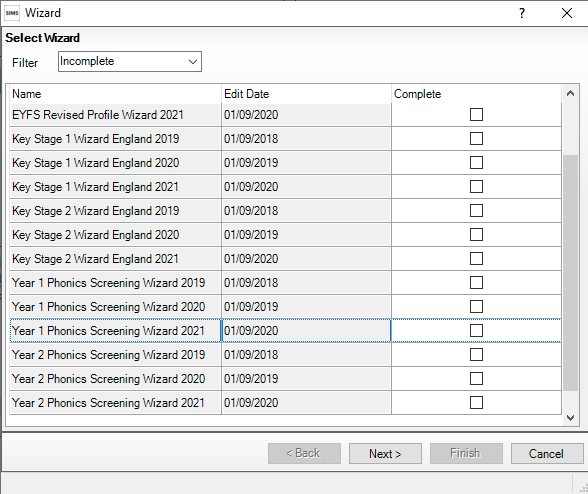 SIMS Wizard ?
Select Wizard
Filter Incomplete
Name Edit Date Complete
EYFS Revised Profile Wizard 2021 01/09/2020
Key Stage 1 Wizard England 2019 01/09/2018
Key Stage 1 Wizard England 2020 01/09/2019
Key Stage 1 Wizard England 2021 01/09/2020
Key Stage 2 Wizard England 2019 01/09/2018
Key Stage 2 Wizard England 2020 01/09/2019
Key Stage 2 Wizard England 2021 01/09/2020
Year 1 Phonics Screening Wizard 2019 01/09/2018
Year 1 Phonics Screening Wizard 2020 01/09/2019
Year 1 Phonics Screening Wizard 2021 01/09/2020
Year 2 Phonics Screening Wizard 2019 01/09/2018
Year 2 Phonics Screening Wizard 2020 01/09/2019
Year 2 Phonics Screening Wizard 2021 01/09/2020
< Back Next > Finish Cancel